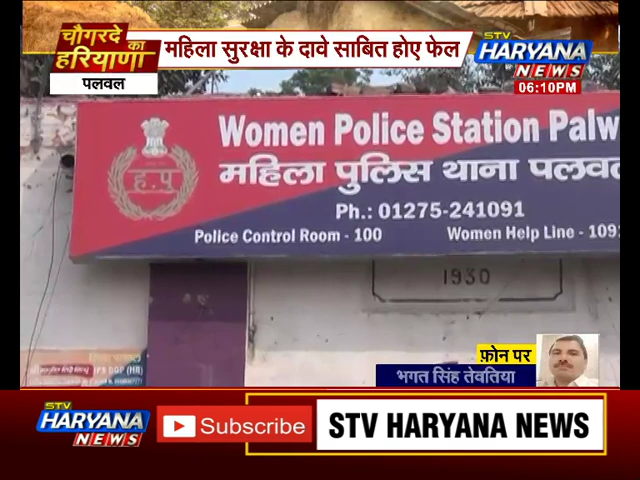 चौगरदे का
हरियाणा
पलवल
महिला सुरक्षा के दावे साबित होए फेल
STV
HARYANA
NEWS
06:10PM
Women Police Station Palw
महिला पुलिस थाना पलवल
ह.पु
Ph.: 01275-241091
Police Control Room - 100
Women Help Line - 1091
1930
फ़ोन पर
भगत सिंह तेवतिया
STV
HARYANA
NEWS
Subscribe
STV HARYANA NEWS